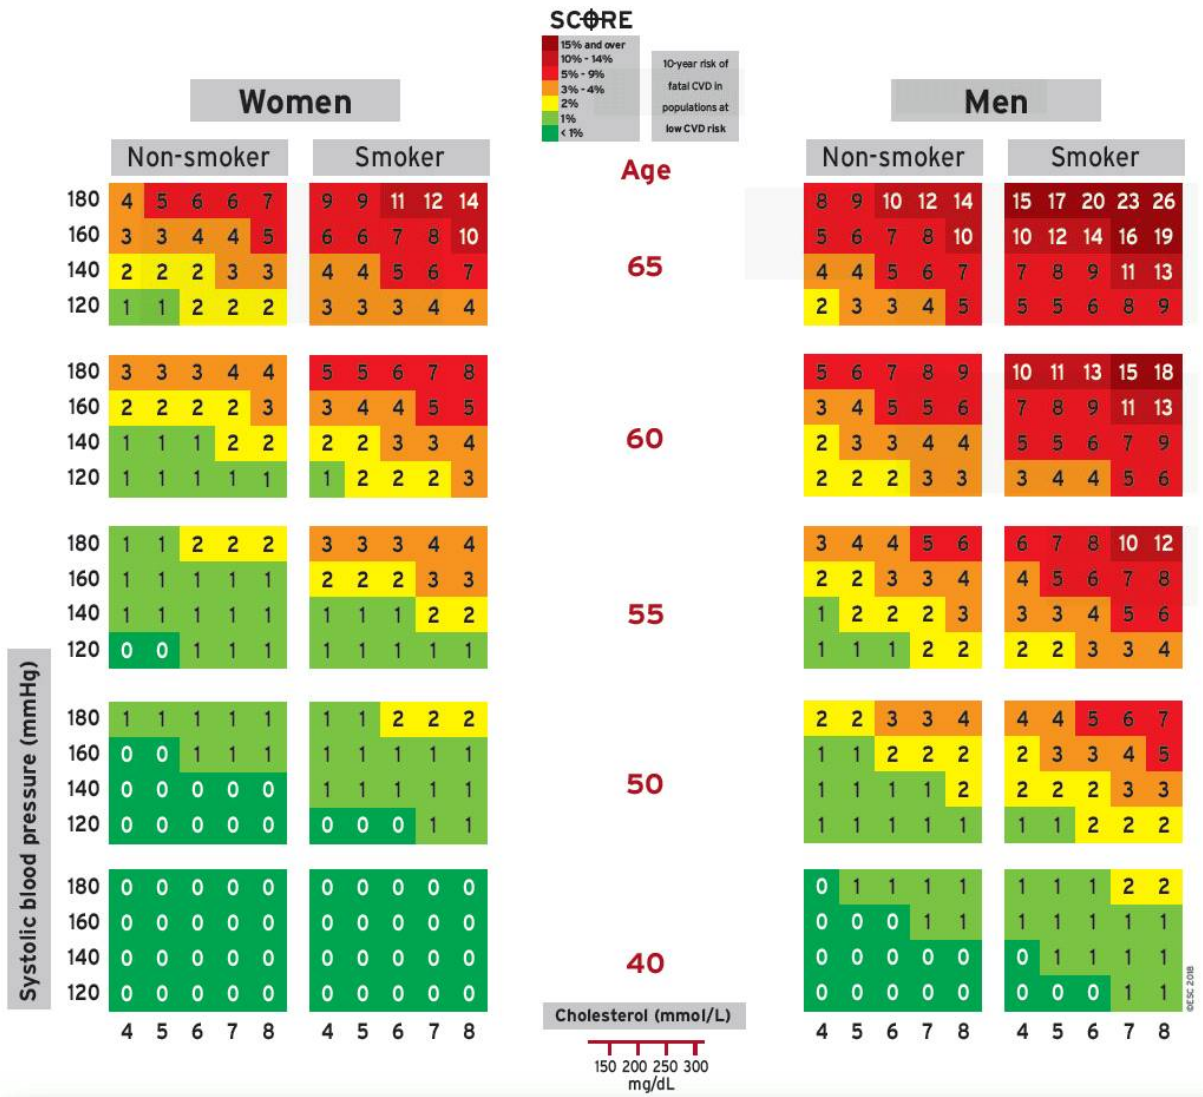 SCORE
15% and over
10% - 14%
5% - 9%
3% - 4%
2%
1%
< 1%
10-year risk of
fatal CVD in
populations at
low CVD risk
Women
Men
Non-smoker Smoker
Age
Non-smoker Smoker
180 4 5 6 6 7 9 9 11 12 14 8 9 10 12 14 15 17 20 23 26
160 3 3 4 4 5 6 6 7 8 10 5 6 7 8 10 10 12 14 16 19
65
140 2 2 2 3 3 4 4 5 6 7 4 4 5 6 7 7 8 9 11 13
120 1 1 2 2 2 3 3 3 4 4 2 3 3 4 5 5 5 6 8 9
180 3 3 3 4 4 5 5 6 7 8 5 6 7 8 9 10 11 13 15 18
160 2 2 2 2 3 3 4 4 5 5 3 4 5 5 6 7 8 9 11 13
60
140 1 1 1 2 2 2 2 3 3 4 2 3 3 4 4 5 5 6 7 9
120 1 1 1 1 1 1 2 2 2 3 2 2 2 3 3 3 4 4 5 6
180 1 1 2 2 2 3 3 3 4 4 3 4 4 5 6 6 7 8 10 12
160 1 1 1 1 1 2 2 2 3 3 2 2 3 3 4 4 5 6 7 8
55
140 1 1 1 1 1 1 1 1 2 2 1 2 2 2 3 3 3 4 5 6
120 0 0 1 1 1 1 1 1 1 1 1 1 1 2 2 2 2 3 3 4
180 1 1 1 1 1 1 1 2 2 2 2 2 3 3 4 4 4 5 6 7
160 0 0 1 1 1 1 1 1 1 1 1 1 2 2 2 2 3 3 4 5
50
140 0 0 0 0 0 1 1 1 1 1 1 1 1 1 2 2 2 2 3 3
120 0 0 0 0 0 0 0 0 1 1 1 1 1 1 1 1 1 2 2 2
180 0 0 0 0 0 0 0 0 0 0 0 1 1 1 1 1 1 1 2 2
160 0 0 0 0 0 0 0 0 0 0 0 0 0 1 1 1 1 1 1 1
40
140 0 0 0 0 0 0 0 0 0 0 0 0 0 0 0 0 1 1 1 1
120 0 0 0 0 0 0 0 0 0 0 0 0 0 0 0 0 0 0 1 1
4 5 6 7 8 4 5 6 7 8 4 5 6 7 8 4 5 6 7 8
Systolic blood pressure (mmHg)
Cholesterol (mmol/L)
150 200 250 300
mg/dL
©ESC 2018